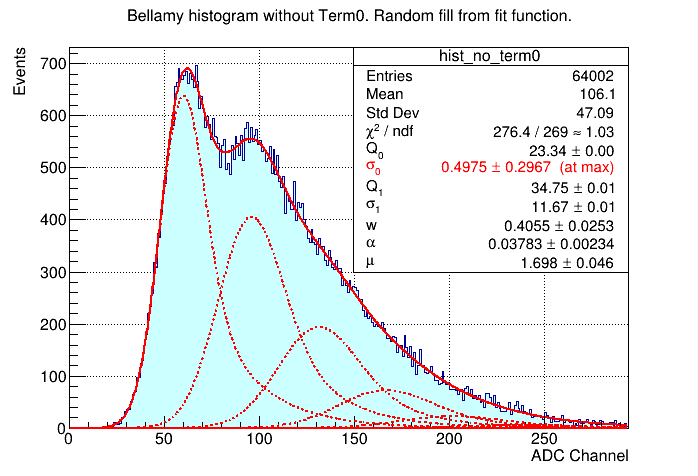 Bellamy histogram without Term0. Random fill from fit function.
Events
hist_no_term0
Entries 64002
Mean 106.1
Std Dev 47.09
χ² / ndf 276.4 / 269 ≈ 1.03
Q₀ 23.34 ± 0.00
σ₀ 0.4975 ± 0.2967 (at max)
Q₁ 34.75 ± 0.01
σ₁ 11.67 ± 0.01
w 0.4055 ± 0.0253
α 0.03783 ± 0.00234
μ 1.698 ± 0.046
700
600
500
400
300
200
100
0
0 50 100 150 200 250
ADC Channel